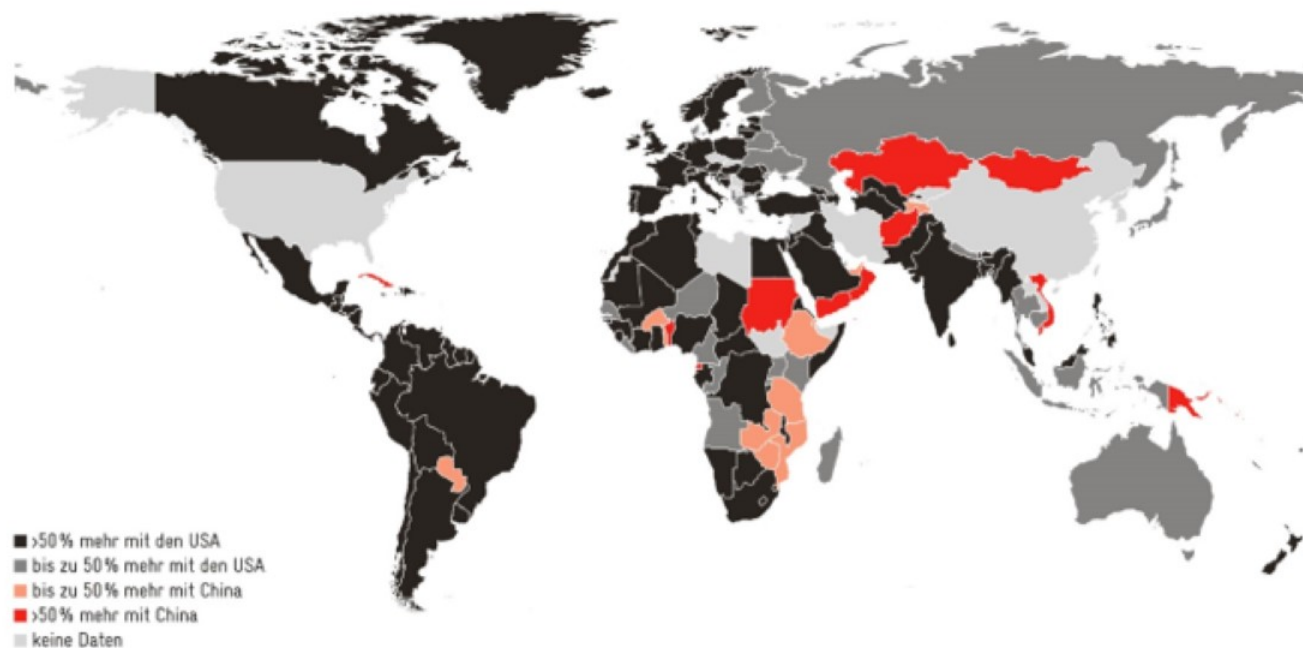 >50% mehr mit den USA
bis zu 50% mehr mit den USA
bis zu 50% mehr mit China
>50% mehr mit China
keine Daten